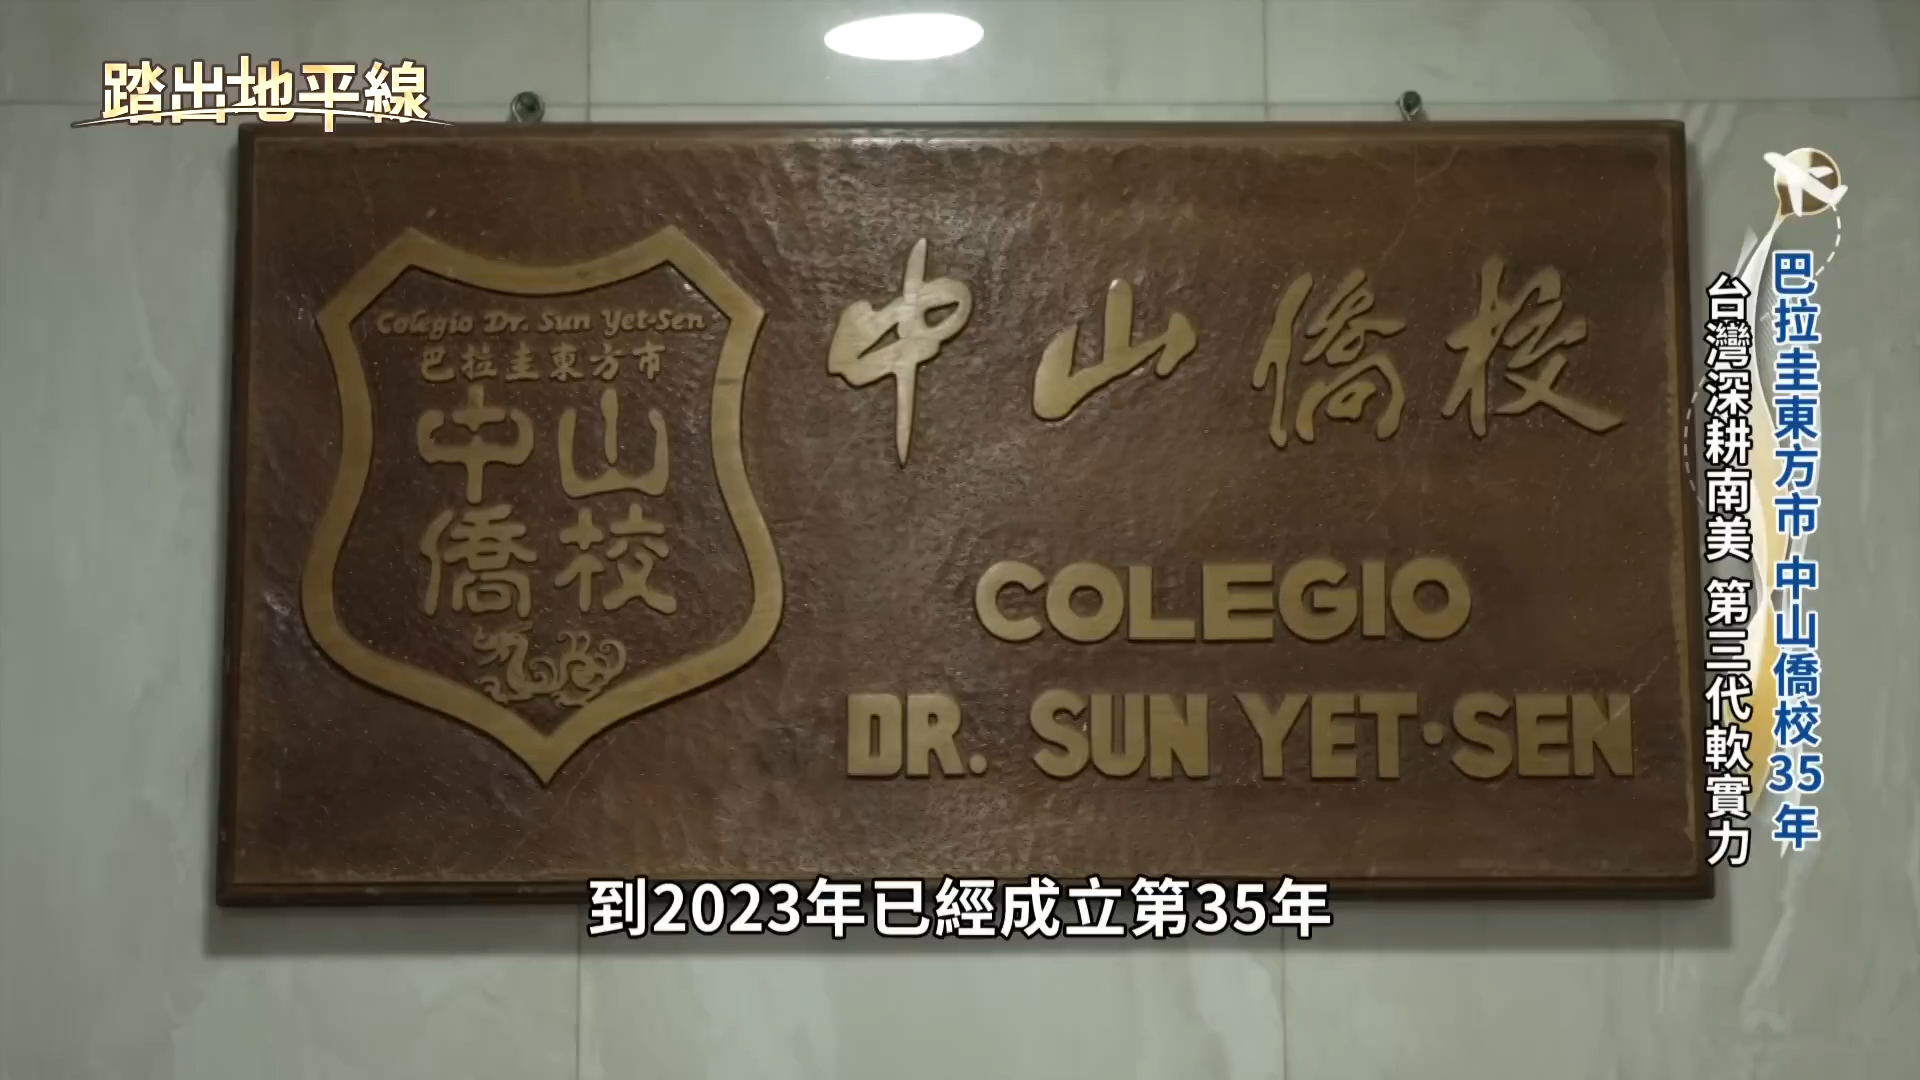 踏出地平線
巴拉圭東方市 中山僑校35年
台灣深耕南美 第三代軟實力
Colegio Dr. Sun Yet-Sen
巴拉圭東方市
中山
僑校
中山僑校
COLEGIO
DR. SUN YET-SEN
到2023年已經成立第35年